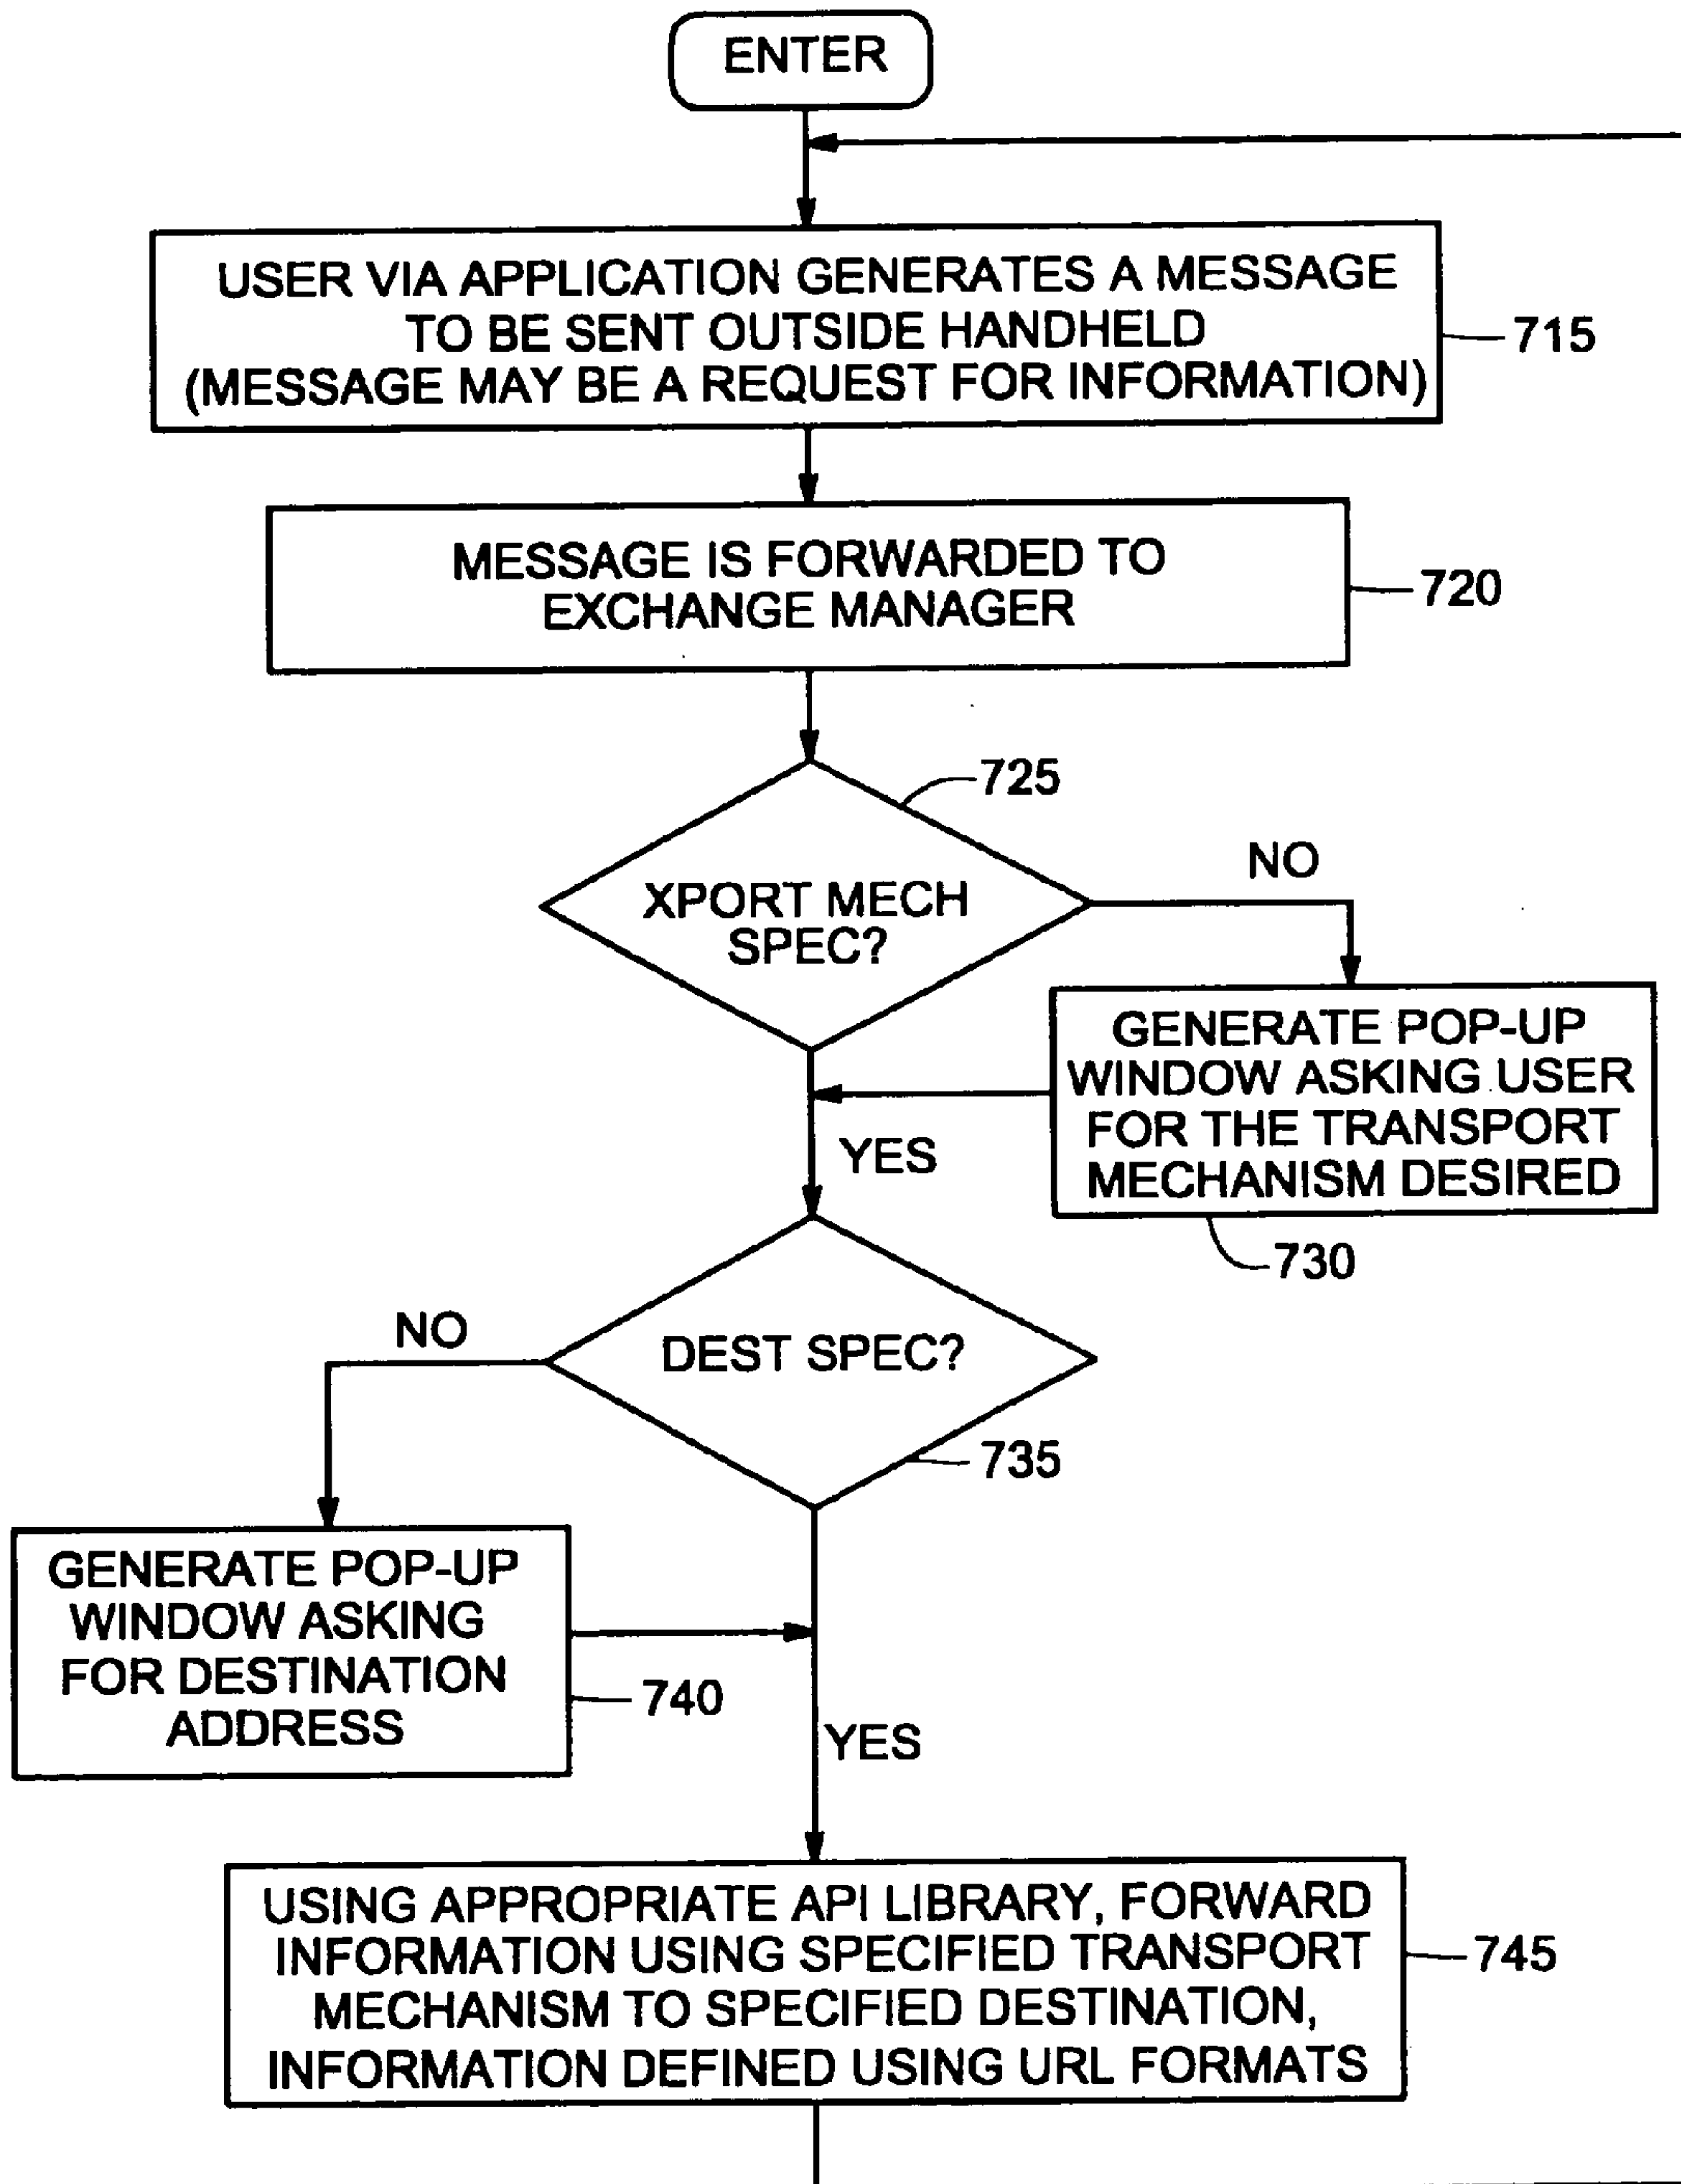 ENTER
USER VIA APPLICATION GENERATES A MESSAGE
TO BE SENT OUTSIDE HANDHELD
(MESSAGE MAY BE A REQUEST FOR INFORMATION)
715
MESSAGE IS FORWARDED TO
EXCHANGE MANAGER
720
725
XPORT MECH
SPEC?
NO
GENERATE POP-UP
WINDOW ASKING USER
FOR THE TRANSPORT
MECHANISM DESIRED
730
YES
DEST SPEC?
735
NO
GENERATE POP-UP
WINDOW ASKING
FOR DESTINATION
ADDRESS
740
YES
USING APPROPRIATE API LIBRARY, FORWARD
INFORMATION USING SPECIFIED TRANSPORT
MECHANISM TO SPECIFIED DESTINATION,
INFORMATION DEFINED USING URL FORMATS
745